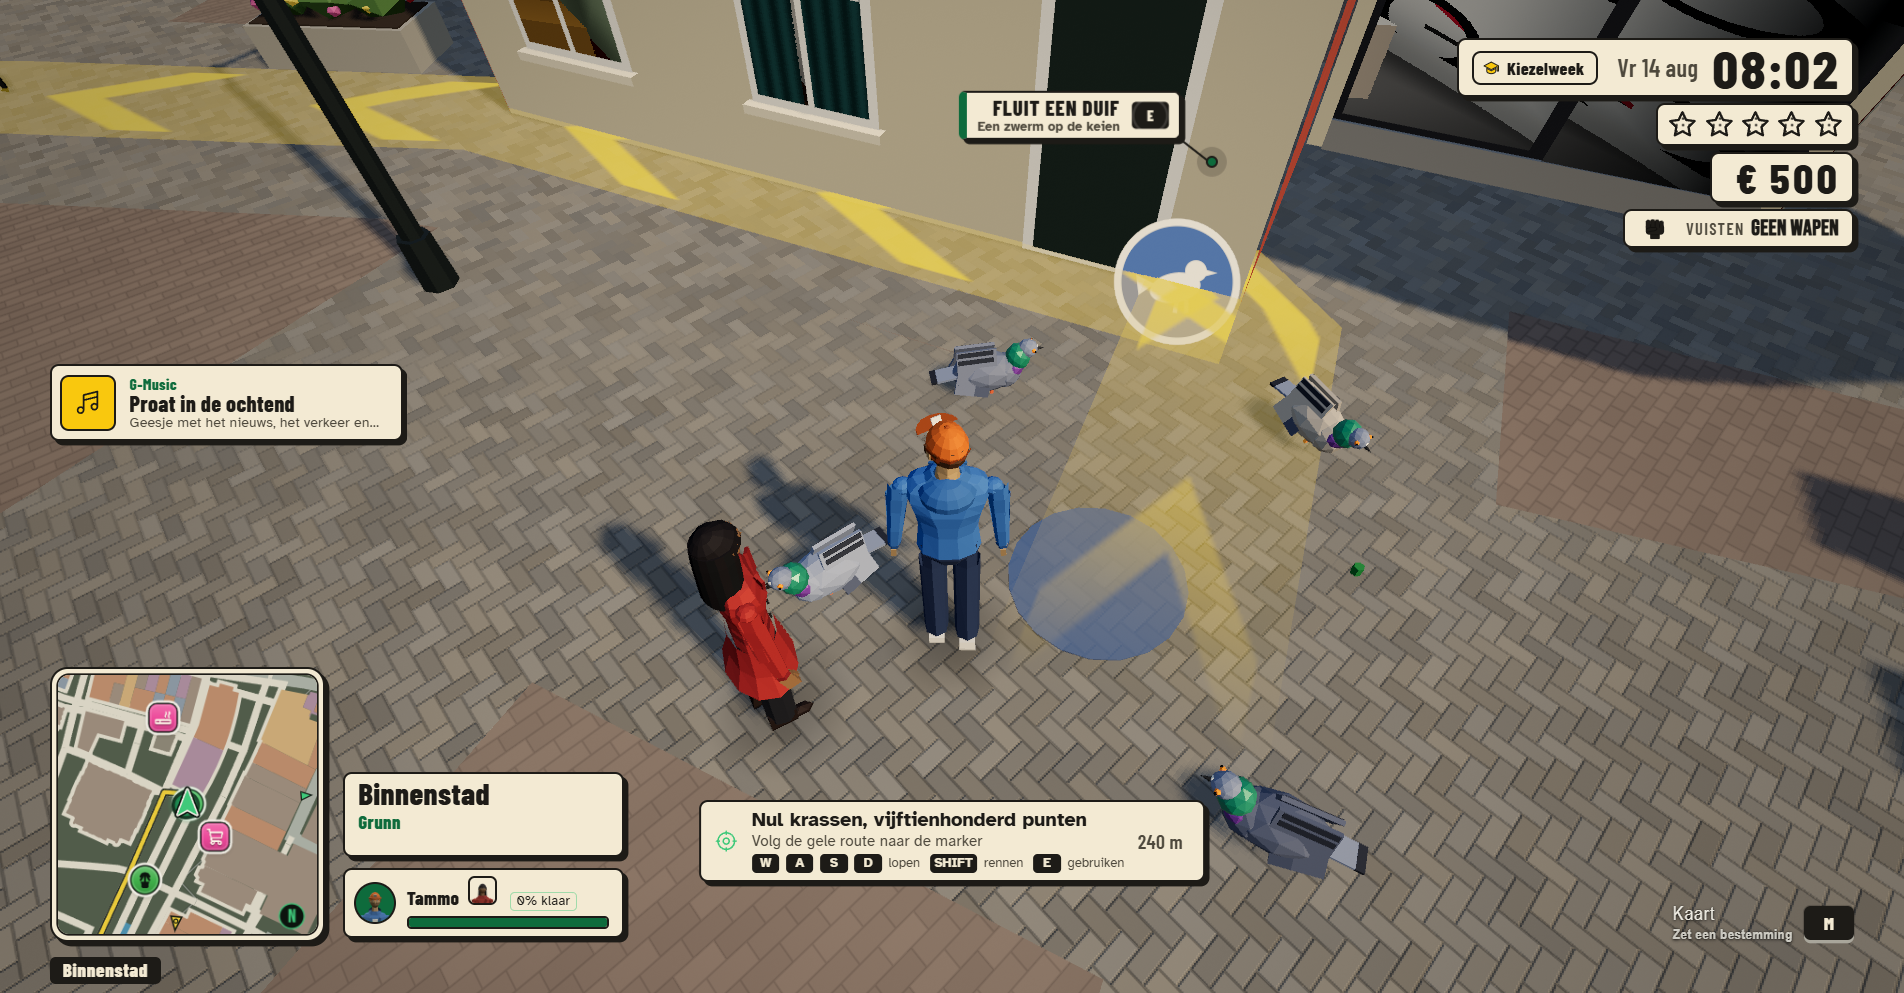 Kiezelweek Vr 14 aug 08:02
€ 500
VUISTEN GEEN WAPEN
FLUIT EEN DUIF E
Een zwerm op de keien
G-Music
Proat in de ochtend
Geesje met het nieuws, het verkeer en...
Binnenstad
Grunn
Tammo 0% klaar
N
Binnenstad
Nul krassen, vijftienhonderd punten
Volg de gele route naar de marker
240 m
W A S D lopen SHIFT rennen E gebruiken
Kaart
Zet een bestemming
M